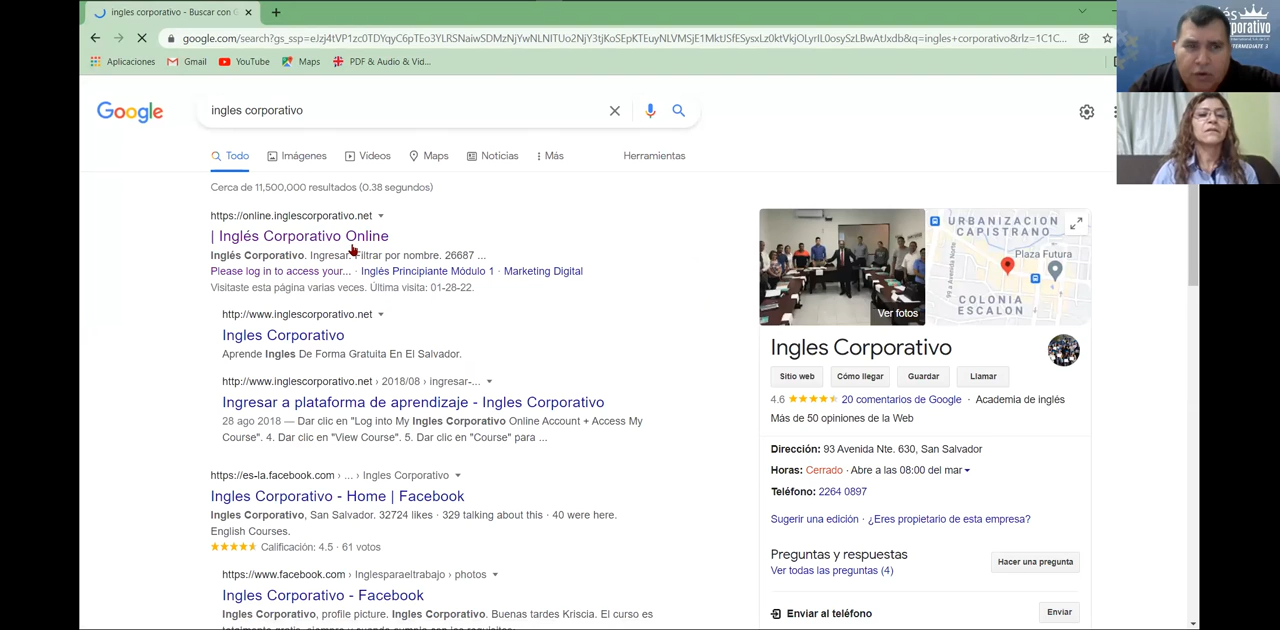 ingles corporativo - Buscar con G
google.com/search?gs_ssp=eJzj4tVP1zc0TDYqyC6pTEo3YLRSNaiwSDMzNjYwNLNITUo2NjY3tjKoSEpKTEuyNLVMSjE1MktJSfESysxLz0ktVkjOLyrIL0osySzLBwAtJxdb&q=ingles+corporativo&rlz=1C1C...
Aplicaciones
Gmail
YouTube
Maps
PDF & Audio & Vid...
és
orporativo
INTERMEDIATE 3
Google
ingles corporativo
Todo
Imágenes
Videos
Maps
Noticias
Más
Herramientas
Cerca de 11,500,000 resultados (0.38 segundos)
https://online.inglescorporativo.net
| Inglés Corporativo Online
Inglés Corporativo. Ingresar. Filtrar por nombre. 26687 ...
Please log in to access your... · Inglés Principiante Módulo 1 · Marketing Digital
Visitaste esta página varias veces. Última visita: 01-28-22.
http://www.inglescorporativo.net
Ingles Corporativo
Aprende Ingles De Forma Gratuita En El Salvador.
http://www.inglescorporativo.net › 2018/08 › ingresar-...
Ingresar a plataforma de aprendizaje - Ingles Corporativo
28 ago 2018 — Dar clic en "Log into My Ingles Corporativo Online Account + Access My
Course". 4. Dar clic en "View Course". 5. Dar clic en "Course" para ...
https://es-la.facebook.com › ... › Ingles Corporativo
Ingles Corporativo - Home | Facebook
Ingles Corporativo, San Salvador. 32724 likes · 329 talking about this · 40 were here.
English Courses.
Calificación: 4.5 · 61 votos
https://www.facebook.com › Inglesparaeltrabajo › photos
Ingles Corporativo - Facebook
Ingles Corporativo, profile picture. Ingles Corporativo. Buenas tardes Kriscia. El curso es
Ver fotos
URBANIZACION
CAPISTRANO
Plaza Futura
COLONIA
ESCALON
Ingles Corporativo
Sitio web
Cómo llegar
Guardar
Llamar
4.6
20 comentarios de Google · Academia de inglés
Más de 50 opiniones de la Web
Dirección: 93 Avenida Nte. 630, San Salvador
Horas: Cerrado · Abre a las 08:00 del mar
Teléfono: 2264 0897
Sugerir una edición · ¿Eres propietario de esta empresa?
Preguntas y respuestas
Ver todas las preguntas (4)
Hacer una pregunta
Enviar al teléfono
Enviar